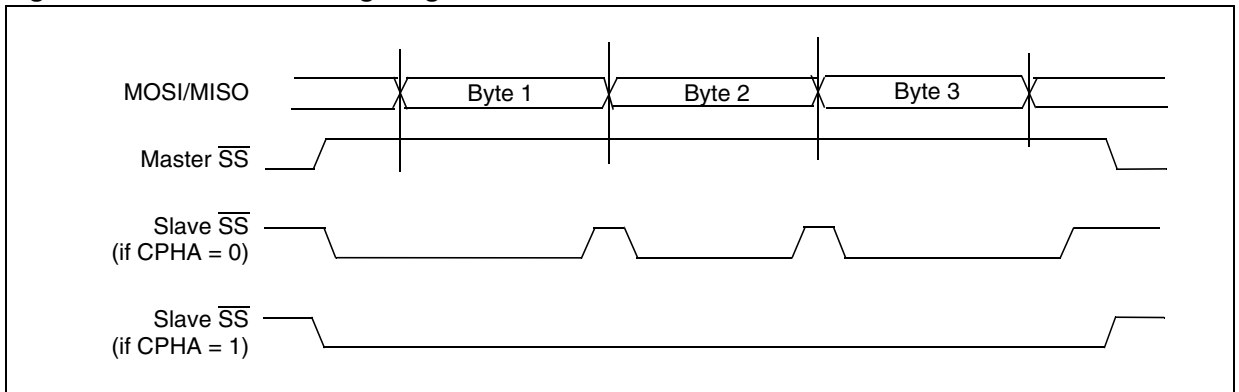 MOSI/MISO
Byte 1
Byte 2
Byte 3
Master SS
Slave SS
(if CPHA = 0)
Slave SS
(if CPHA = 1)